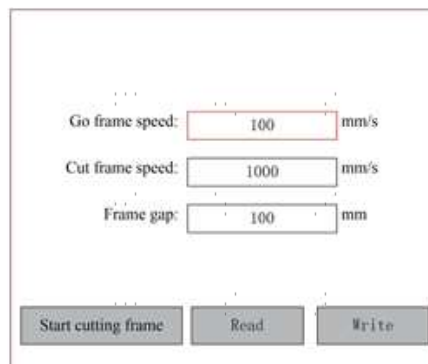 Go frame speed: 100 mm/s
Cut frame speed: 1000 mm/s
Frame gap: 100 mm
Start cutting frame Read Write